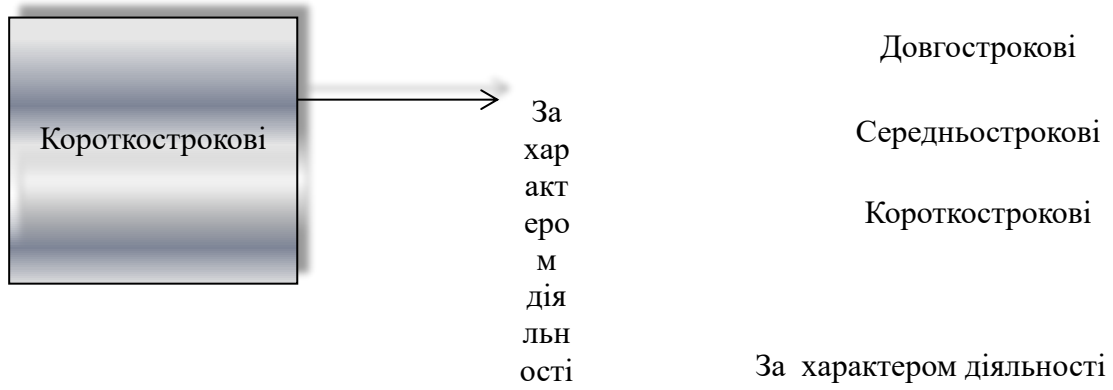 Короткострокові
За
хар
акт
еро
м
дія
льн
ості
Довгострокові
Середньострокові
Короткострокові
За характером діяльності